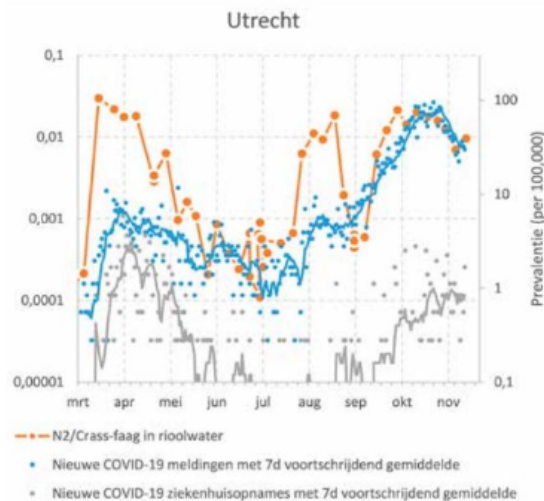 Utrecht
0,1
0,01
0,001
0,0001
0,00001
100
10
1
0,1
Prevalentie (per 100,000)
mrt apr mei jun jul aug sep okt nov
N2/Crass-faag in rioolwater
Nieuwe COVID-19 meldingen met 7d voortschrijdend gemiddelde
Nieuwe COVID-19 ziekenhuisopnames met 7d voortschrijdend gemiddelde